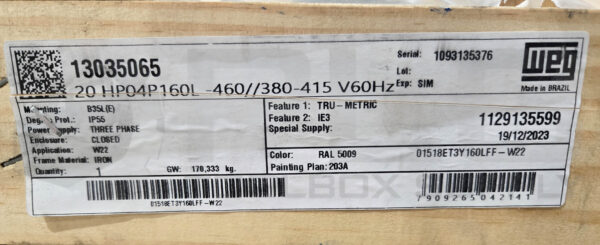 13035065
20 HP04P160L -460//380-415 V60Hz
Serial: 1093135376
Lot:
Exp: SIM
WEG
Made in BRAZIL
Mounting: B35L(E)
Deg. Prot.: IP55
Power Supply: THREE PHASE
Enclosure: CLOSED
Application: W22
Frame Material: IRON
Quantity: 1
GW: 178,333 kg.
Feature 1: TRU-METRIC
Feature 2: IE3
Special Supply:
1129135599
19/12/2023
Color: RAL 5009
Painting Plan: 203A
01518ET3Y160LFF-W22
01518ET3Y160LFF-W22
7909265042141